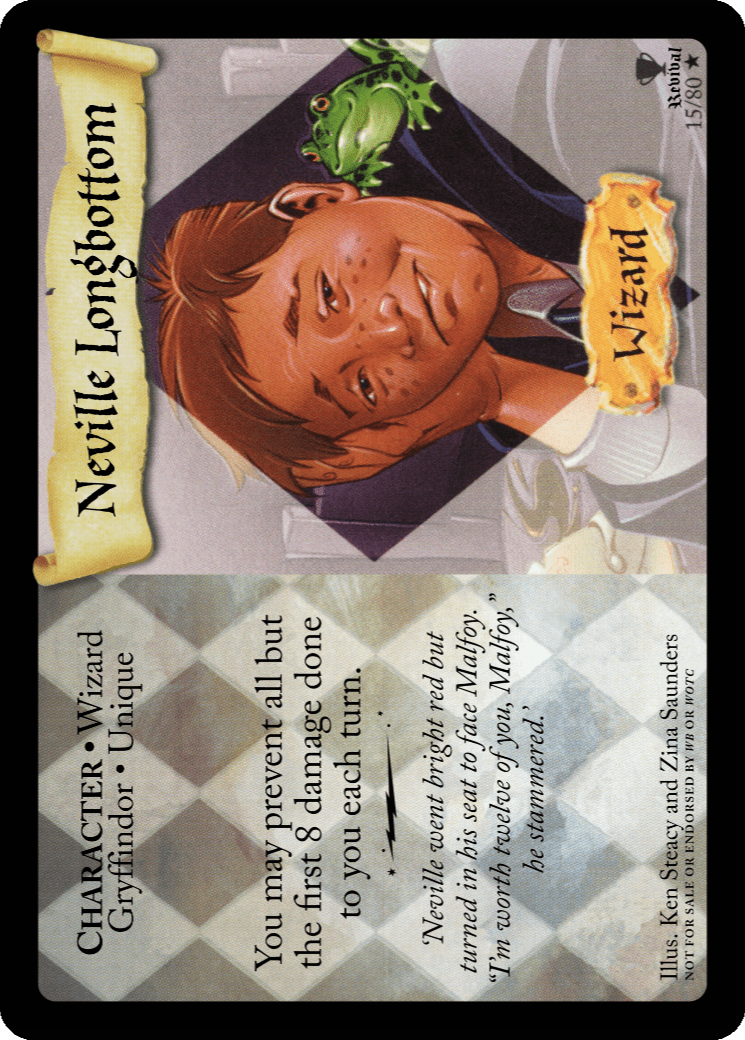 Neville Longbottom
CHARACTER • Wizard
Gryffindor • Unique
You may prevent all but
the first 8 damage done
to you each turn.
‘Neville went bright red but
turned in his seat to face Malfoy.
“I’m worth twelve of you, Malfoy,”
he stammered.’
Illus. Ken Steacy and Zina Saunders
NOT FOR SALE OR ENDORSED BY WB OR WOTC
Wizard
Revival
15/80 ★